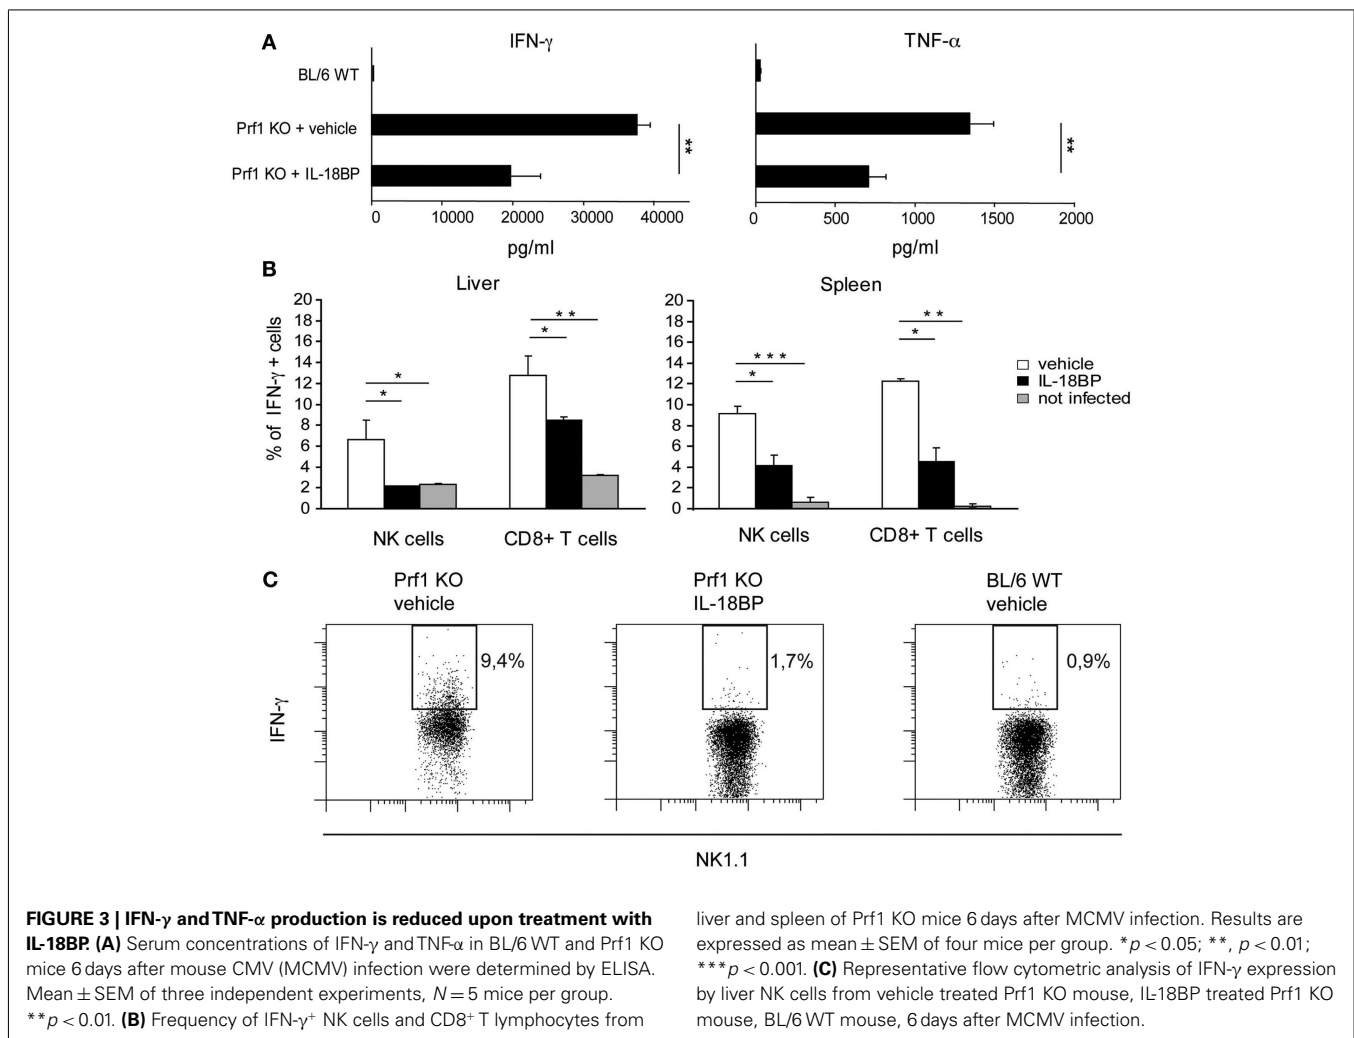 A
IFN-γ
TNF-α
BL/6 WT
Prf1 KO + vehicle
Prf1 KO + IL-18BP
**
**
0 10000 20000 30000 40000
0 500 1000 1500 2000
pg/ml
pg/ml
B
Liver
Spleen
% of IFN-γ + cells
20
18
16
14
12
10
8
6
4
2
0
20
18
16
14
12
10
8
6
4
2
0
*
*
**
*
***
*
**
*
vehicle
IL-18BP
not infected
NK cells
CD8+ T cells
NK cells
CD8+ T cells
C
Prf1 KO
vehicle
Prf1 KO
IL-18BP
BL/6 WT
vehicle
9,4%
1,7%
0,9%
IFN-γ
NK1.1
FIGURE 3 | IFN-γ and TNF-α production is reduced upon treatment with
IL-18BP. (A) Serum concentrations of IFN-γ and TNF-α in BL/6 WT and Prf1 KO
mice 6 days after mouse CMV (MCMV) infection were determined by ELISA.
Mean ± SEM of three independent experiments, N = 5 mice per group.
**p < 0.01. (B) Frequency of IFN-γ+ NK cells and CD8+ T lymphocytes from
liver and spleen of Prf1 KO mice 6 days after MCMV infection. Results are
expressed as mean ± SEM of four mice per group. *p < 0.05; **, p < 0.01;
***p < 0.001. (C) Representative flow cytometric analysis of IFN-γ expression
by liver NK cells from vehicle treated Prf1 KO mouse, IL-18BP treated Prf1 KO
mouse, BL/6 WT mouse, 6 days after MCMV infection.